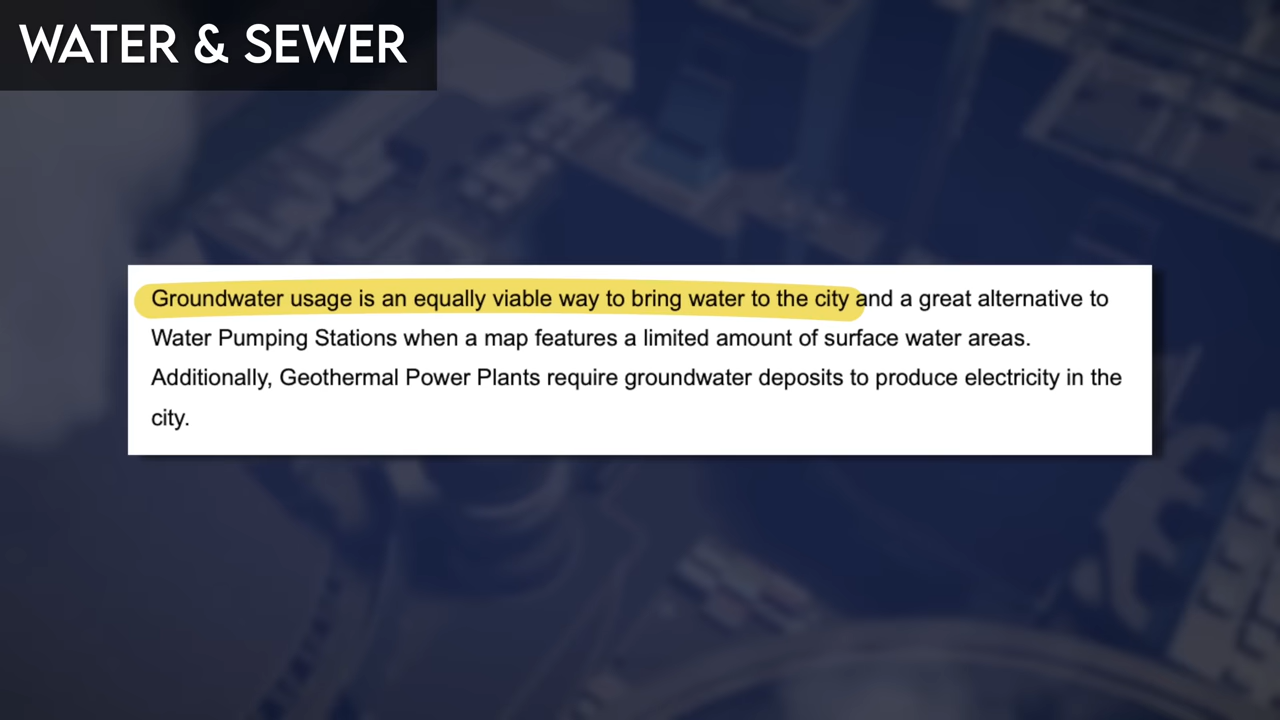 WATER & SEWER
Groundwater usage is an equally viable way to bring water to the city and a great alternative to
Water Pumping Stations when a map features a limited amount of surface water areas.
Additionally, Geothermal Power Plants require groundwater deposits to produce electricity in the
city.